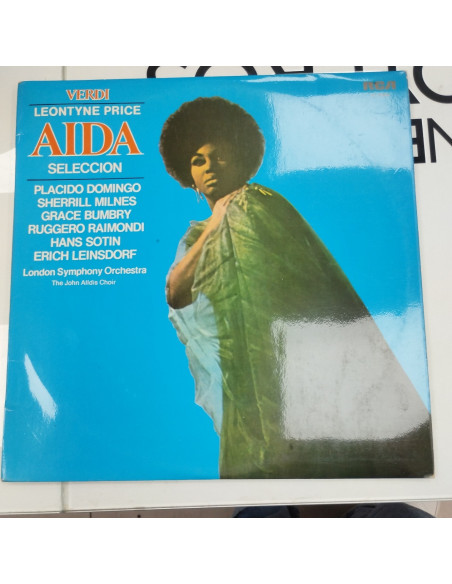 VERDI
LEONTYNE PRICE
AIDA
SELECCION
PLACIDO DOMINGO
SHERRILL MILNES
GRACE BUMBRY
RUGGERO RAIMONDI
HANS SOTIN
ERICH LEINSDORF
London Symphony Orchestra
The John Alldis Choir